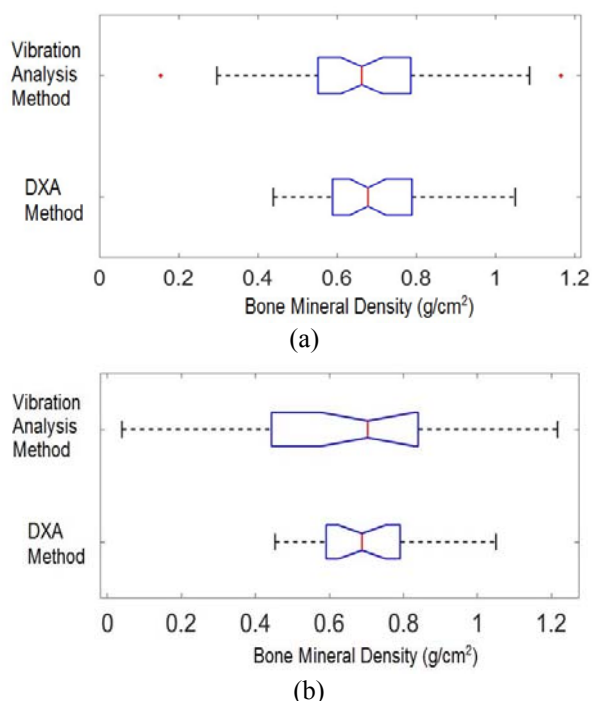 Vibration
Analysis
Method
DXA
Method
0 0.2 0.4 0.6 0.8 1 1.2
Bone Mineral Density (g/cm²)
(a)
Vibration
Analysis
Method
DXA
Method
0 0.2 0.4 0.6 0.8 1 1.2
Bone Mineral Density (g/cm²)
(b)